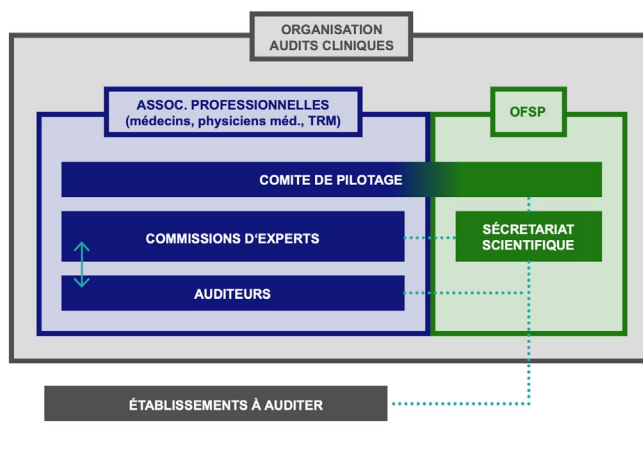 ORGANISATION
AUDITS CLINIQUES
ASSOC. PROFESSIONNELLES
(médecins, physiciens méd., TRM)
OFSP
COMITE DE PILOTAGE
COMMISSIONS D'EXPERTS
SÉCRETARIAT
SCIENTIFIQUE
AUDITEURS
ÉTABLISSEMENTS À AUDITER